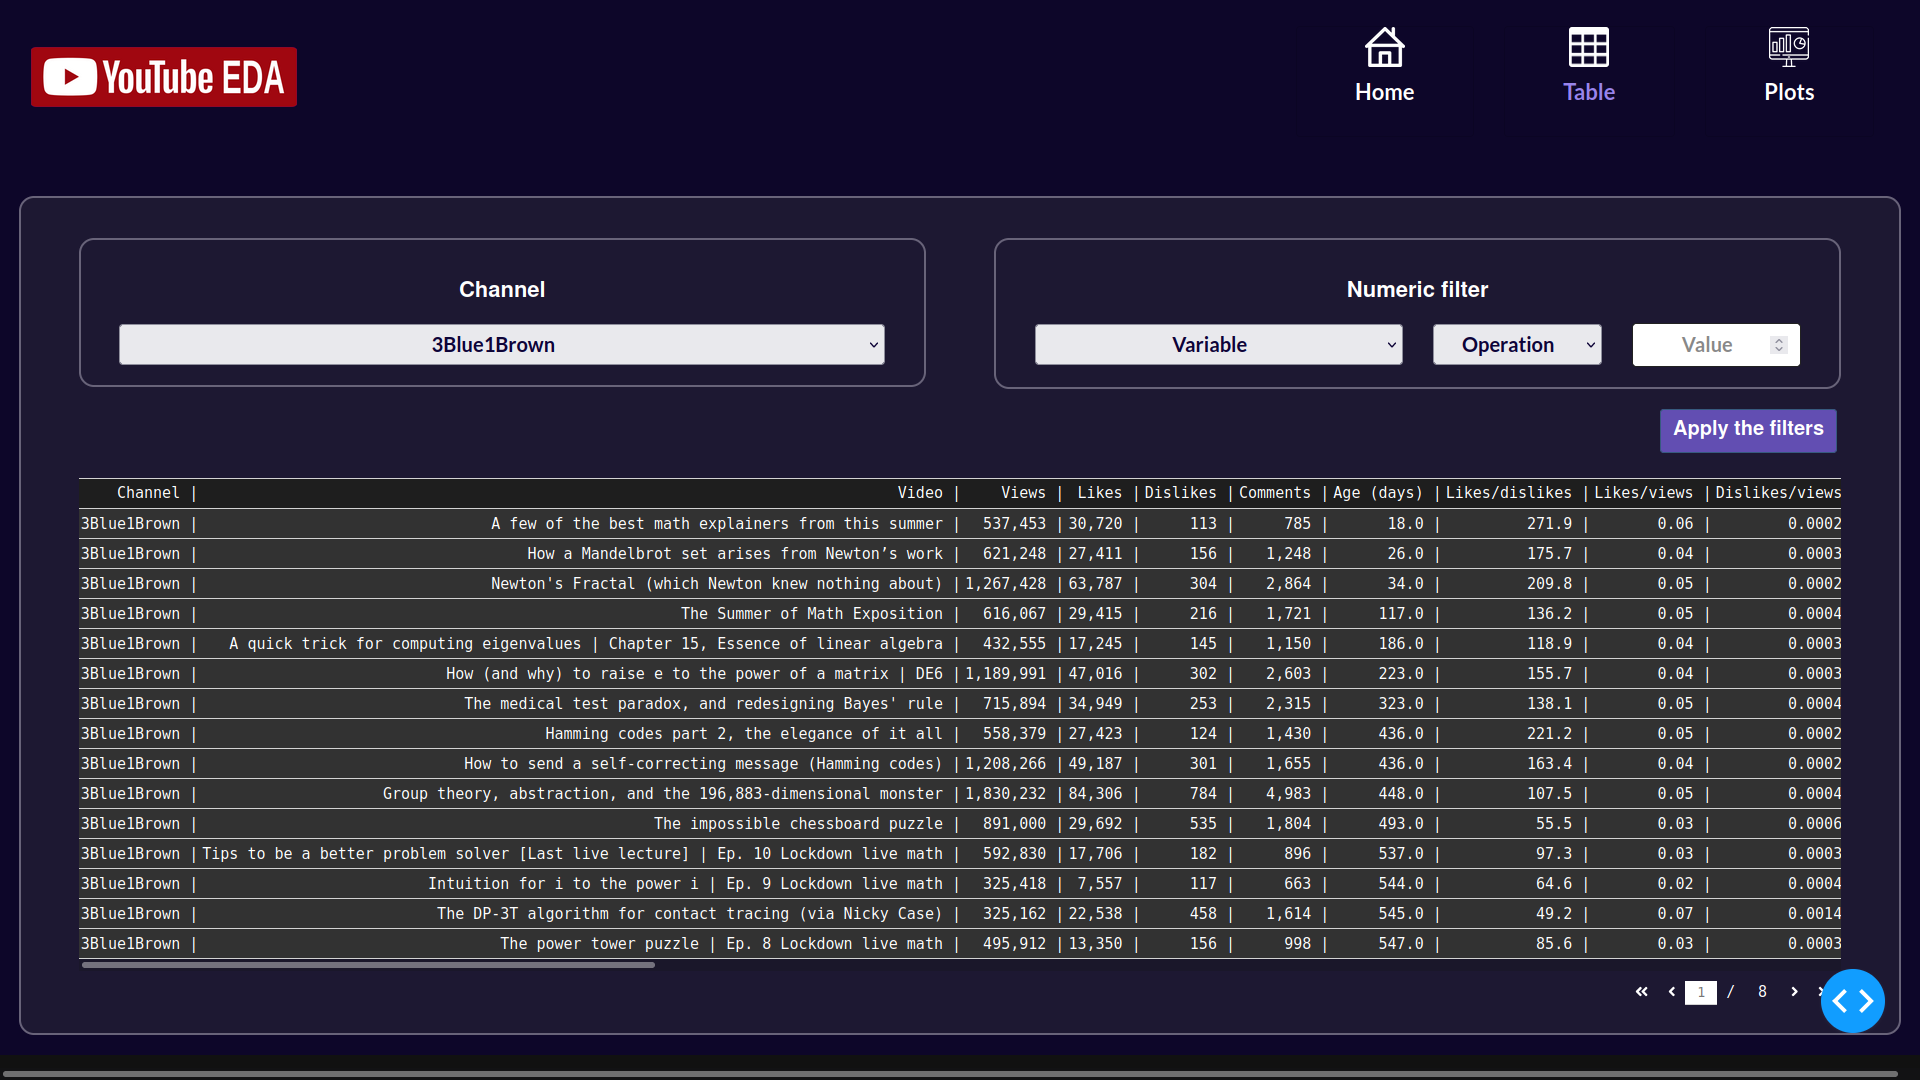 YouTube EDA
Home
Table
Plots
Channel
3Blue1Brown
Numeric filter
Variable
Operation
Value
Apply the filters
Channel | Video | Views | Likes | Dislikes | Comments | Age (days) | Likes/dislikes | Likes/views | Dislikes/views
3Blue1Brown | A few of the best math explainers from this summer | 537,453 | 30,720 | 113 | 785 | 18.0 | 271.9 | 0.06 | 0.0002
3Blue1Brown | How a Mandelbrot set arises from Newton’s work | 621,248 | 27,411 | 156 | 1,248 | 26.0 | 175.7 | 0.04 | 0.0003
3Blue1Brown | Newton's Fractal (which Newton knew nothing about) | 1,267,428 | 63,787 | 304 | 2,864 | 34.0 | 209.8 | 0.05 | 0.0002
3Blue1Brown | The Summer of Math Exposition | 616,067 | 29,415 | 216 | 1,721 | 117.0 | 136.2 | 0.05 | 0.0004
3Blue1Brown | A quick trick for computing eigenvalues | Chapter 15, Essence of linear algebra | 432,555 | 17,245 | 145 | 1,150 | 186.0 | 118.9 | 0.04 | 0.0003
3Blue1Brown | How (and why) to raise e to the power of a matrix | DE6 | 1,189,991 | 47,016 | 302 | 2,603 | 223.0 | 155.7 | 0.04 | 0.0003
3Blue1Brown | The medical test paradox, and redesigning Bayes' rule | 715,894 | 34,949 | 253 | 2,315 | 323.0 | 138.1 | 0.05 | 0.0004
3Blue1Brown | Hamming codes part 2, the elegance of it all | 558,379 | 27,423 | 124 | 1,430 | 436.0 | 221.2 | 0.05 | 0.0002
3Blue1Brown | How to send a self-correcting message (Hamming codes) | 1,208,266 | 49,187 | 301 | 1,655 | 436.0 | 163.4 | 0.04 | 0.0002
3Blue1Brown | Group theory, abstraction, and the 196,883-dimensional monster | 1,830,232 | 84,306 | 784 | 4,983 | 448.0 | 107.5 | 0.05 | 0.0004
3Blue1Brown | The impossible chessboard puzzle | 891,000 | 29,692 | 535 | 1,804 | 493.0 | 55.5 | 0.03 | 0.0006
3Blue1Brown | Tips to be a better problem solver [Last live lecture] | Ep. 10 Lockdown live math | 592,830 | 17,706 | 182 | 896 | 537.0 | 97.3 | 0.03 | 0.0003
3Blue1Brown | Intuition for i to the power i | Ep. 9 Lockdown live math | 325,418 | 7,557 | 117 | 663 | 544.0 | 64.6 | 0.02 | 0.0004
3Blue1Brown | The DP-3T algorithm for contact tracing (via Nicky Case) | 325,162 | 22,538 | 458 | 1,614 | 545.0 | 49.2 | 0.07 | 0.0014
3Blue1Brown | The power tower puzzle | Ep. 8 Lockdown live math | 495,912 | 13,350 | 156 | 998 | 547.0 | 85.6 | 0.03 | 0.0003
1 / 8